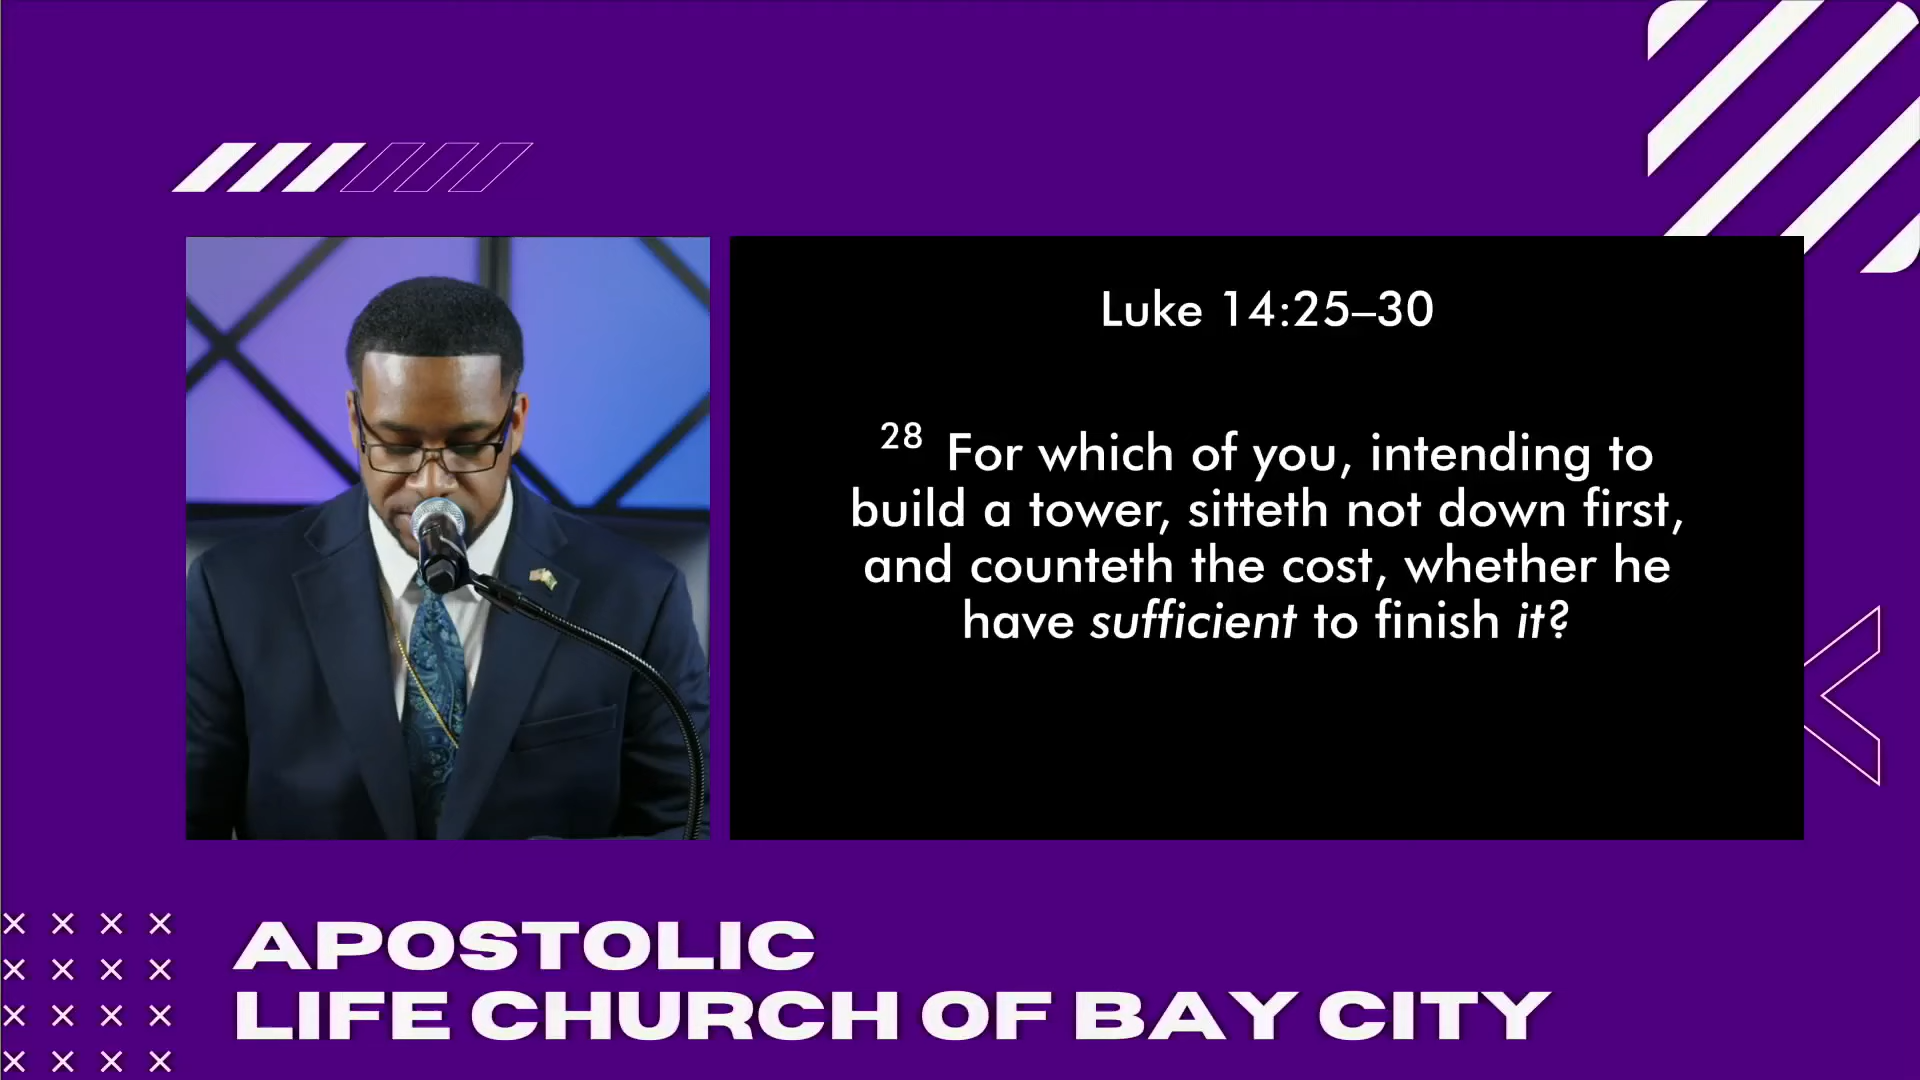 Luke 14:25–30
28 For which of you, intending to
build a tower, sitteth not down first,
and counteth the cost, whether he
have sufficient to finish it?
APOSTOLIC
LIFE CHURCH OF BAY CITY